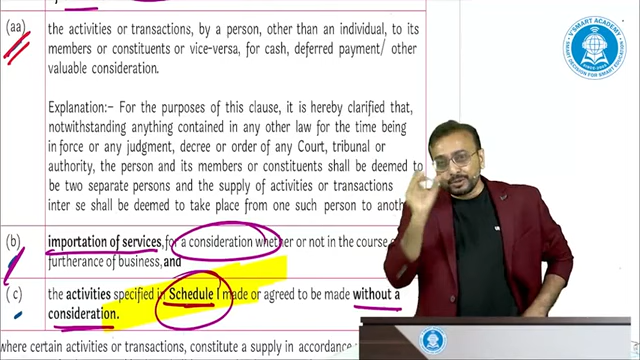 (aa) the activities or transactions, by a person, other than an individual, to its
members or constituents or vice-versa, for cash, deferred payment/ other
valuable consideration.
Explanation:- For the purposes of this clause, it is hereby clarified that,
notwithstanding anything contained in any other law for the time being
in force or any judgment, decree or order of any Court, tribunal or
authority, the person and its members or constituents shall be deemed to
be two separate persons and the supply of activities or transactions
inter se shall be deemed to take place from one such person to
(b) importation of services, for a consideration whether or not in the course
furtherance of business, and
(c) the activities specified in Schedule I made or agreed to be made without a
consideration.
where certain activities or transactions, constitute a supply in accordance
V SMART ACADEMY